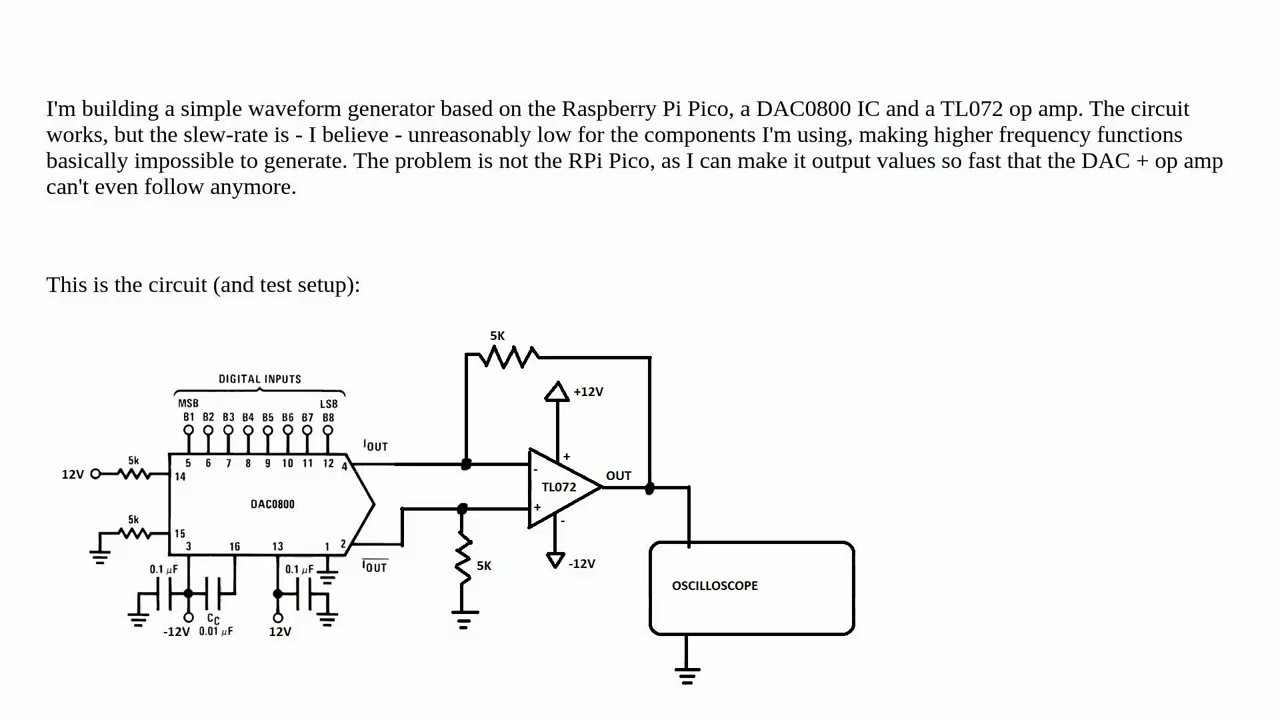 I'm building a simple waveform generator based on the Raspberry Pi Pico, a DAC0800 IC and a TL072 op amp. The circuit
works, but the slew-rate is - I believe - unreasonably low for the components I'm using, making higher frequency functions
basically impossible to generate. The problem is not the RPi Pico, as I can make it output values so fast that the DAC + op amp
can't even follow anymore.
This is the circuit (and test setup):
5K
DIGITAL INPUTS
+12V
MSB LSB
B1 B2 B3 B4 B5 B6 B7 B8
IOUT
5k
5 6 7 8 9 10 11 12 4
+
12V
14
-
OUT
TL072
DAC0800
+
5k
15
-
3 16 13 1 2
IOUT
5K
-12V
0.1 µF 0.1 µF
OSCILLOSCOPE
CC
-12V 0.01 µF 12V